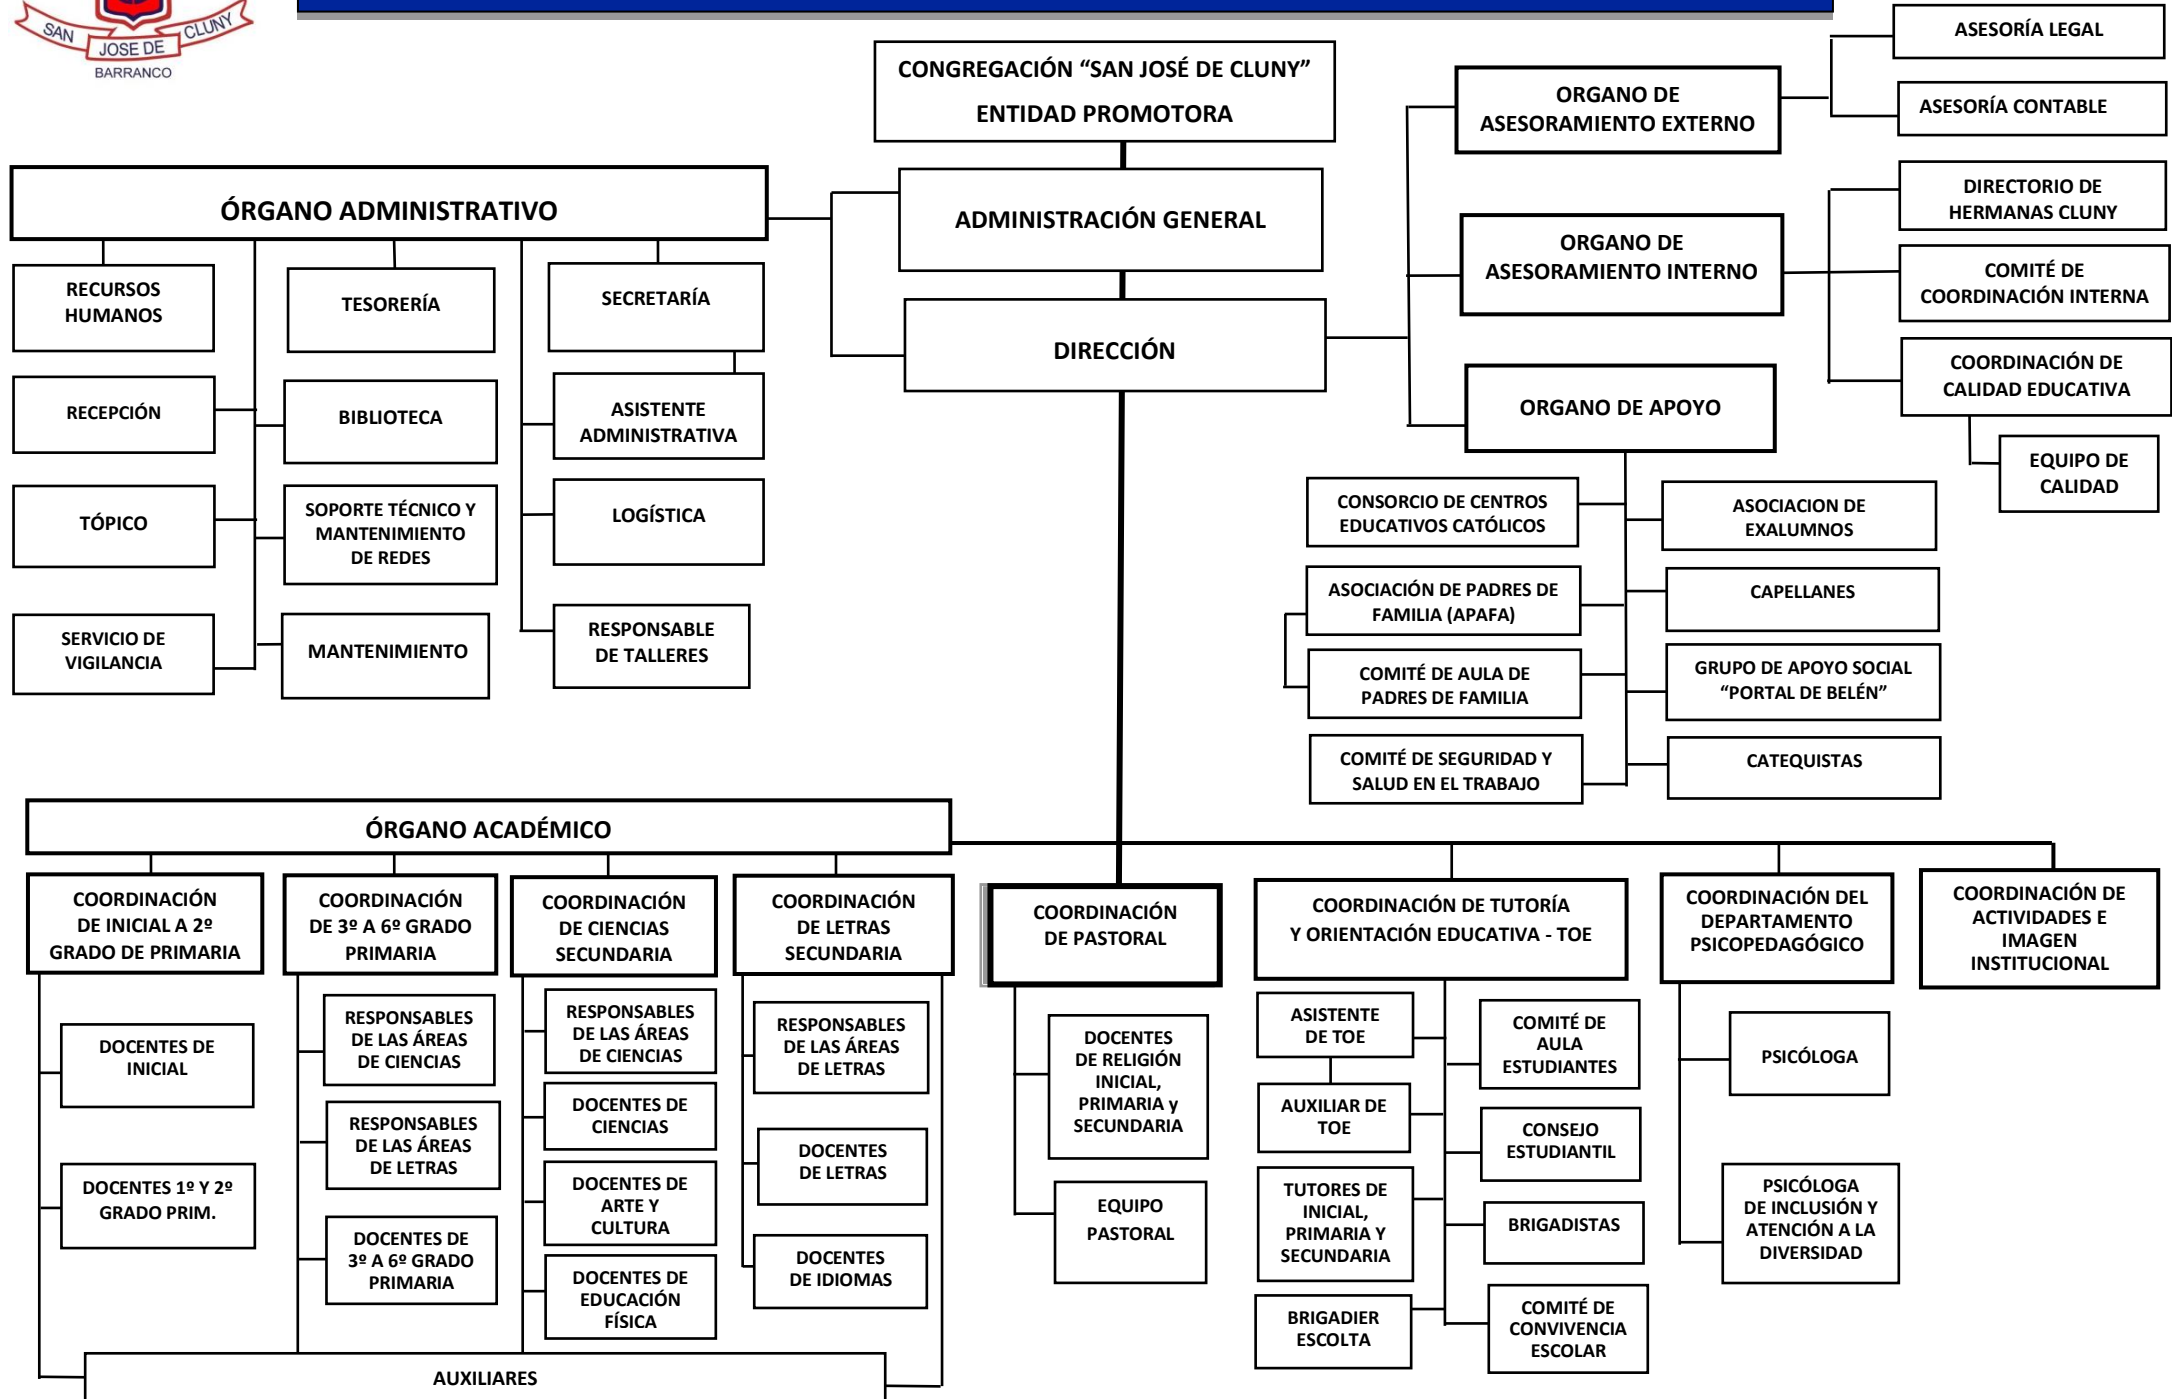 SAN JOSE DE CLUNY
BARRANCO
CONGREGACIÓN “SAN JOSÉ DE CLUNY”
ENTIDAD PROMOTORA
ADMINISTRACIÓN GENERAL
DIRECCIÓN
ORGANO DE
ASESORAMIENTO EXTERNO
ASESORÍA LEGAL
ASESORÍA CONTABLE
ORGANO DE
ASESORAMIENTO INTERNO
DIRECTORIO DE
HERMANAS CLUNY
COMITÉ DE
COORDINACIÓN INTERNA
COORDINACIÓN DE
CALIDAD EDUCATIVA
EQUIPO DE
CALIDAD
ORGANO DE APOYO
CONSORCIO DE CENTROS
EDUCATIVOS CATÓLICOS
ASOCIACION DE
EXALUMNOS
ASOCIACIÓN DE PADRES DE
FAMILIA (APAFA)
CAPELLANES
COMITÉ DE AULA DE
PADRES DE FAMILIA
GRUPO DE APOYO SOCIAL
“PORTAL DE BELÉN”
COMITÉ DE SEGURIDAD Y
SALUD EN EL TRABAJO
CATEQUISTAS
ÓRGANO ADMINISTRATIVO
RECURSOS
HUMANOS
TESORERÍA
SECRETARÍA
RECEPCIÓN
BIBLIOTECA
ASISTENTE
ADMINISTRATIVA
TÓPICO
SOPORTE TÉCNICO Y
MANTENIMIENTO
DE REDES
LOGÍSTICA
SERVICIO DE
VIGILANCIA
MANTENIMIENTO
RESPONSABLE
DE TALLERES
ÓRGANO ACADÉMICO
COORDINACIÓN
DE INICIAL A 2º
GRADO DE PRIMARIA
DOCENTES DE
INICIAL
DOCENTES 1º Y 2º
GRADO PRIM.
COORDINACIÓN
DE 3º A 6º GRADO
PRIMARIA
RESPONSABLES
DE LAS ÁREAS
DE CIENCIAS
RESPONSABLES
DE LAS ÁREAS
DE LETRAS
DOCENTES DE
3º A 6º GRADO
PRIMARIA
COORDINACIÓN
DE CIENCIAS
SECUNDARIA
RESPONSABLES
DE LAS ÁREAS
DE CIENCIAS
DOCENTES DE
CIENCIAS
DOCENTES DE
ARTE Y
CULTURA
DOCENTES DE
EDUCACIÓN
FÍSICA
COORDINACIÓN
DE LETRAS
SECUNDARIA
RESPONSABLES
DE LAS ÁREAS
DE LETRAS
DOCENTES
DE LETRAS
DOCENTES
DE IDIOMAS
AUXILIARES
COORDINACIÓN
DE PASTORAL
DOCENTES
DE RELIGIÓN
INICIAL,
PRIMARIA y
SECUNDARIA
EQUIPO
PASTORAL
COORDINACIÓN DE TUTORÍA
Y ORIENTACIÓN EDUCATIVA - TOE
ASISTENTE
DE TOE
AUXILIAR DE
TOE
TUTORES DE
INICIAL,
PRIMARIA Y
SECUNDARIA
BRIGADIER
ESCOLTA
COMITÉ DE
AULA
ESTUDIANTES
CONSEJO
ESTUDIANTIL
BRIGADISTAS
COMITÉ DE
CONVIVENCIA
ESCOLAR
COORDINACIÓN DEL
DEPARTAMENTO
PSICOPEDAGÓGICO
PSICÓLOGA
PSICÓLOGA
DE INCLUSIÓN Y
ATENCIÓN A LA
DIVERSIDAD
COORDINACIÓN DE
ACTIVIDADES E
IMAGEN
INSTITUCIONAL